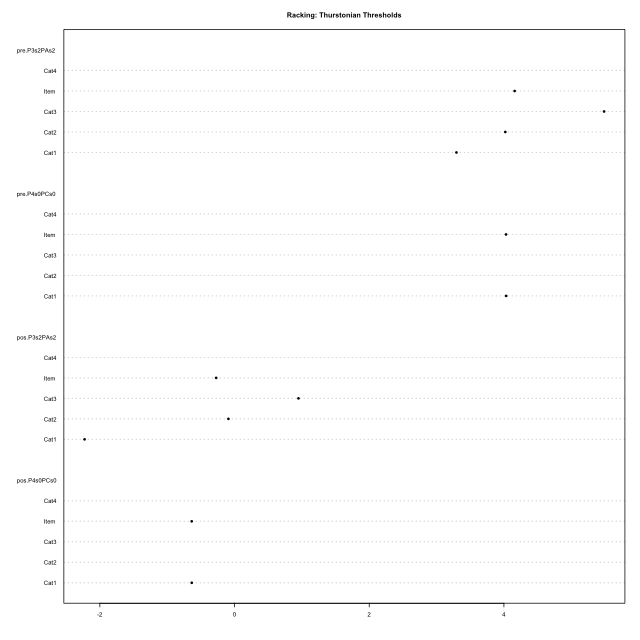 Racking: Thurstonian Thresholds
pre.P3s2PAs2
Cat4
Item
Cat3
Cat2
Cat1
pre.P4s0PCs0
Cat4
Item
Cat3
Cat2
Cat1
pos.P3s2PAs2
Cat4
Item
Cat3
Cat2
Cat1
pos.P4s0PCs0
Cat4
Item
Cat3
Cat2
Cat1
-2 0 2 4